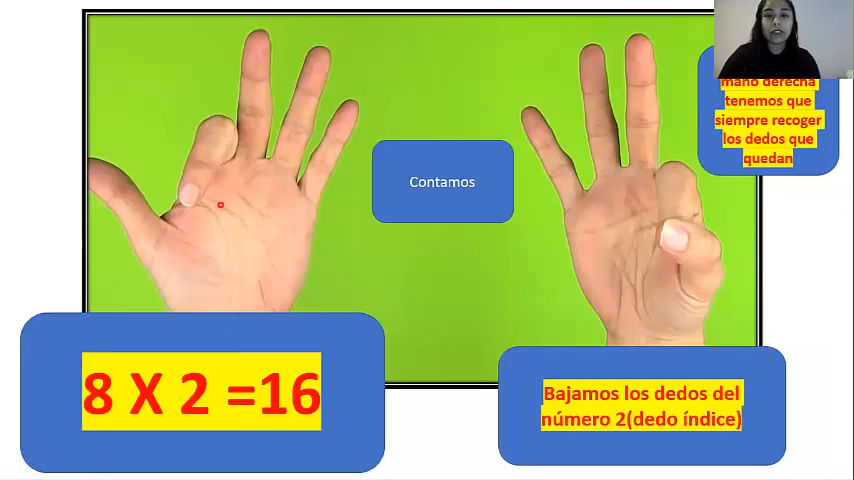 mano derecha
tenemos que
siempre recoger
los dedos que
quedan
Contamos
8 X 2 =16
Bajamos los dedos del
número 2(dedo índice)